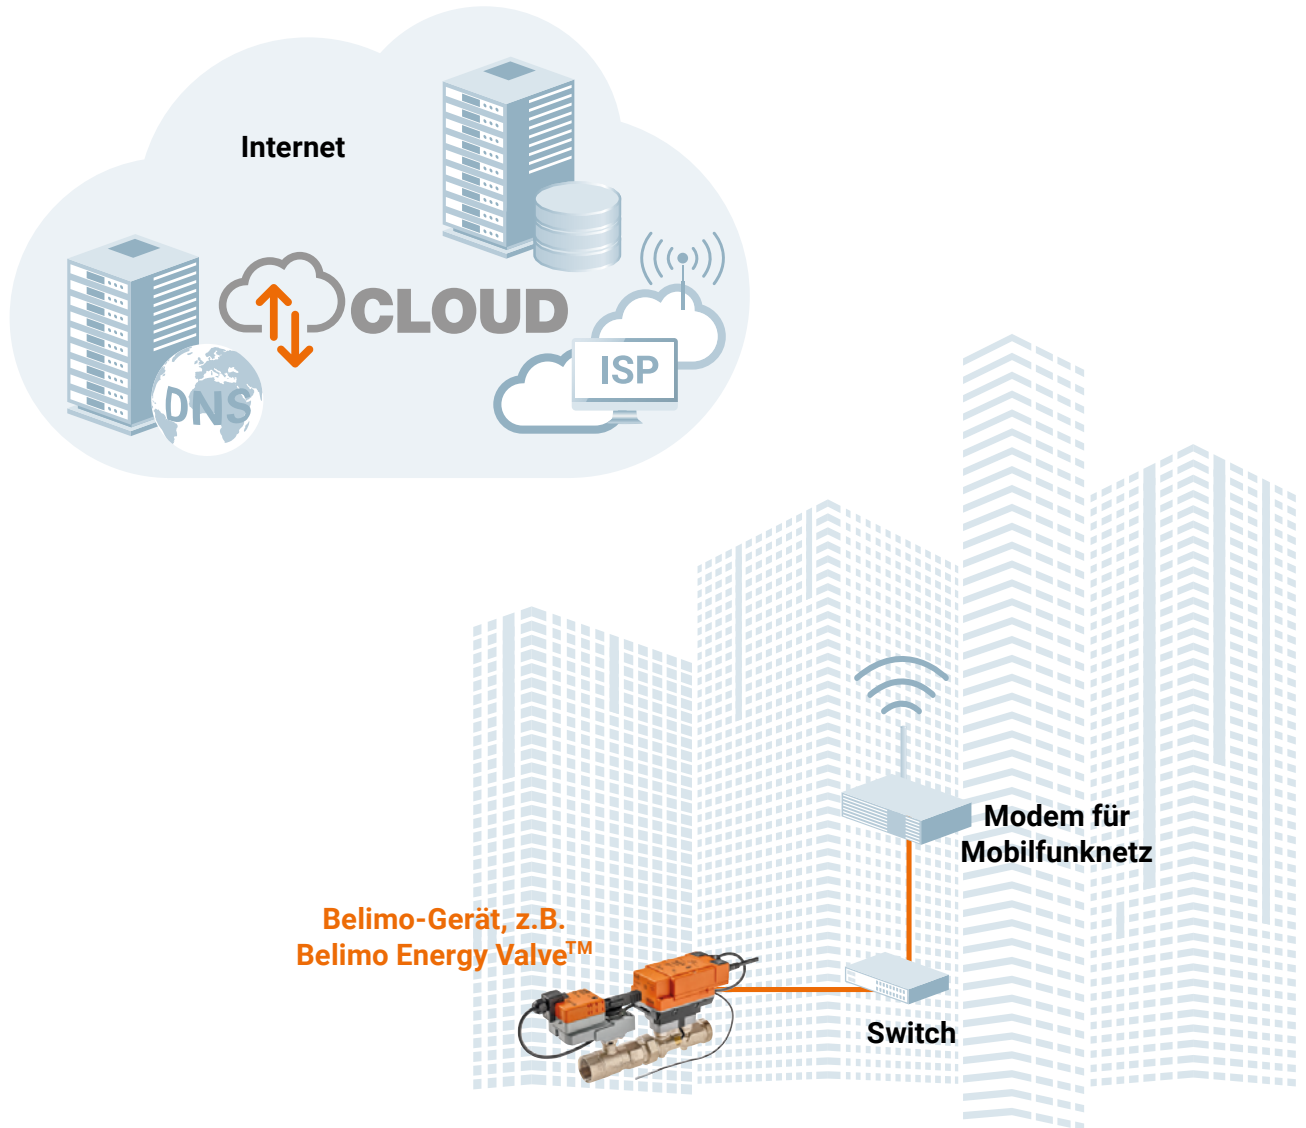 Internet
CLOUD
ISP
DNS
Modem für
Mobilfunknetz
Belimo-Gerät, z.B.
Belimo Energy Valve™
Switch